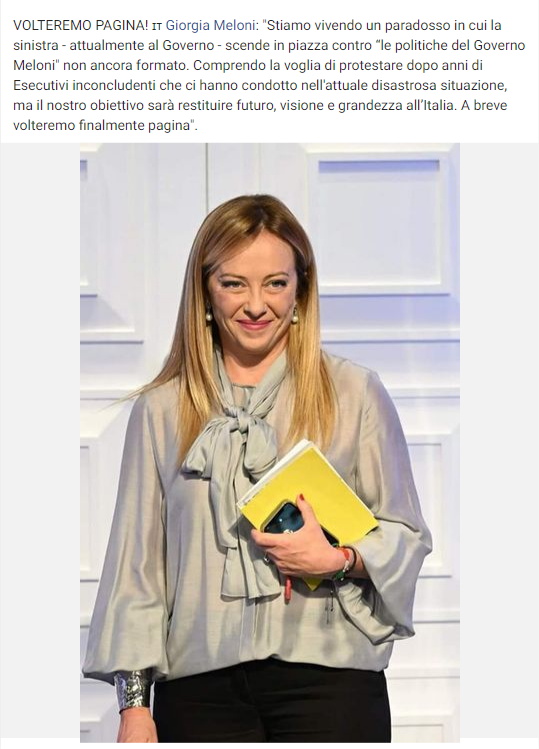 VOLTEREMO PAGINA! IT Giorgia Meloni: "Stiamo vivendo un paradosso in cui la
sinistra - attualmente al Governo - scende in piazza contro “le politiche del Governo
Meloni" non ancora formato. Comprendo la voglia di protestare dopo anni di
Esecutivi inconcludenti che ci hanno condotto nell'attuale disastrosa situazione,
ma il nostro obiettivo sarà restituire futuro, visione e grandezza all’Italia. A breve
volteremo finalmente pagina".